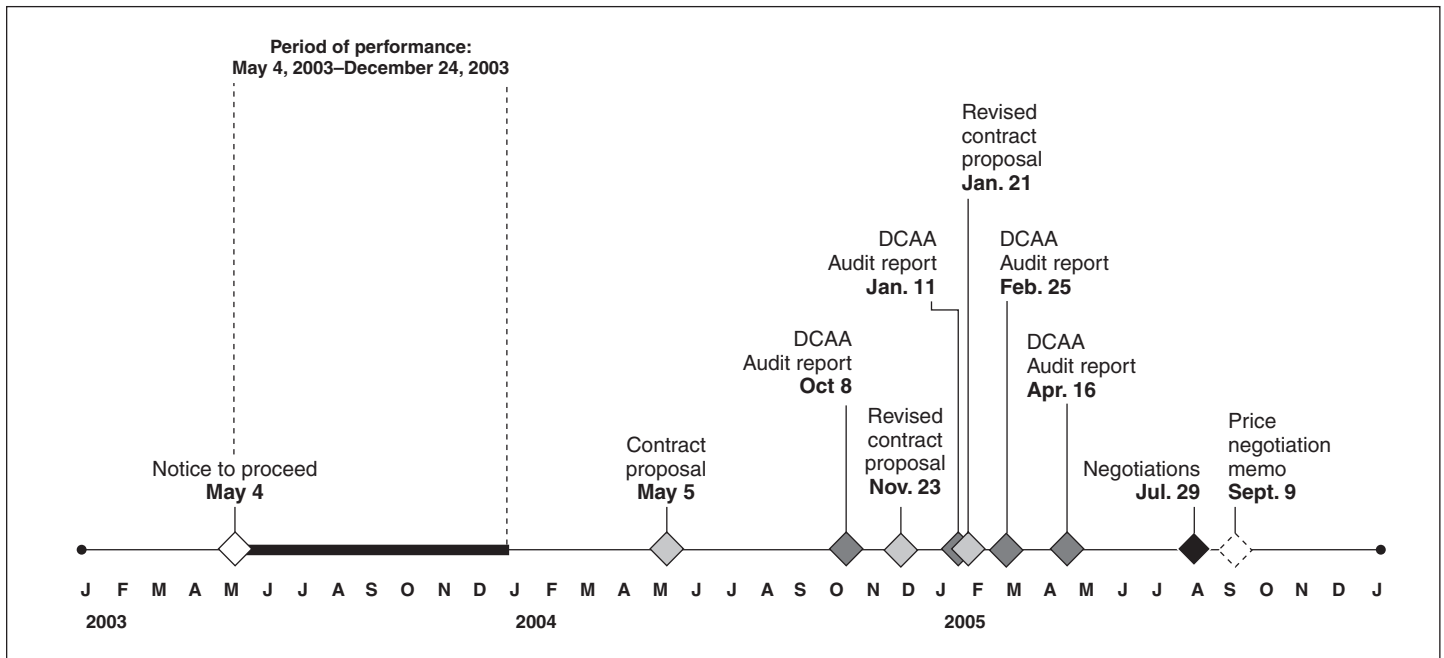 Period of performance:
May 4, 2003–December 24, 2003
Revised
contract
proposal
Jan. 21
DCAA
Audit report
Jan. 11
DCAA
Audit report
Feb. 25
DCAA
Audit report
Oct 8
DCAA
Audit report
Apr. 16
Revised
contract
proposal
Nov. 23
Price
negotiation
memo
Sept. 9
Notice to proceed
May 4
Contract
proposal
May 5
Negotiations
Jul. 29
J F M A M J J A S O N D J F M A M J J A S O N D J F M A M J J A S O N D J
2003 2004 2005